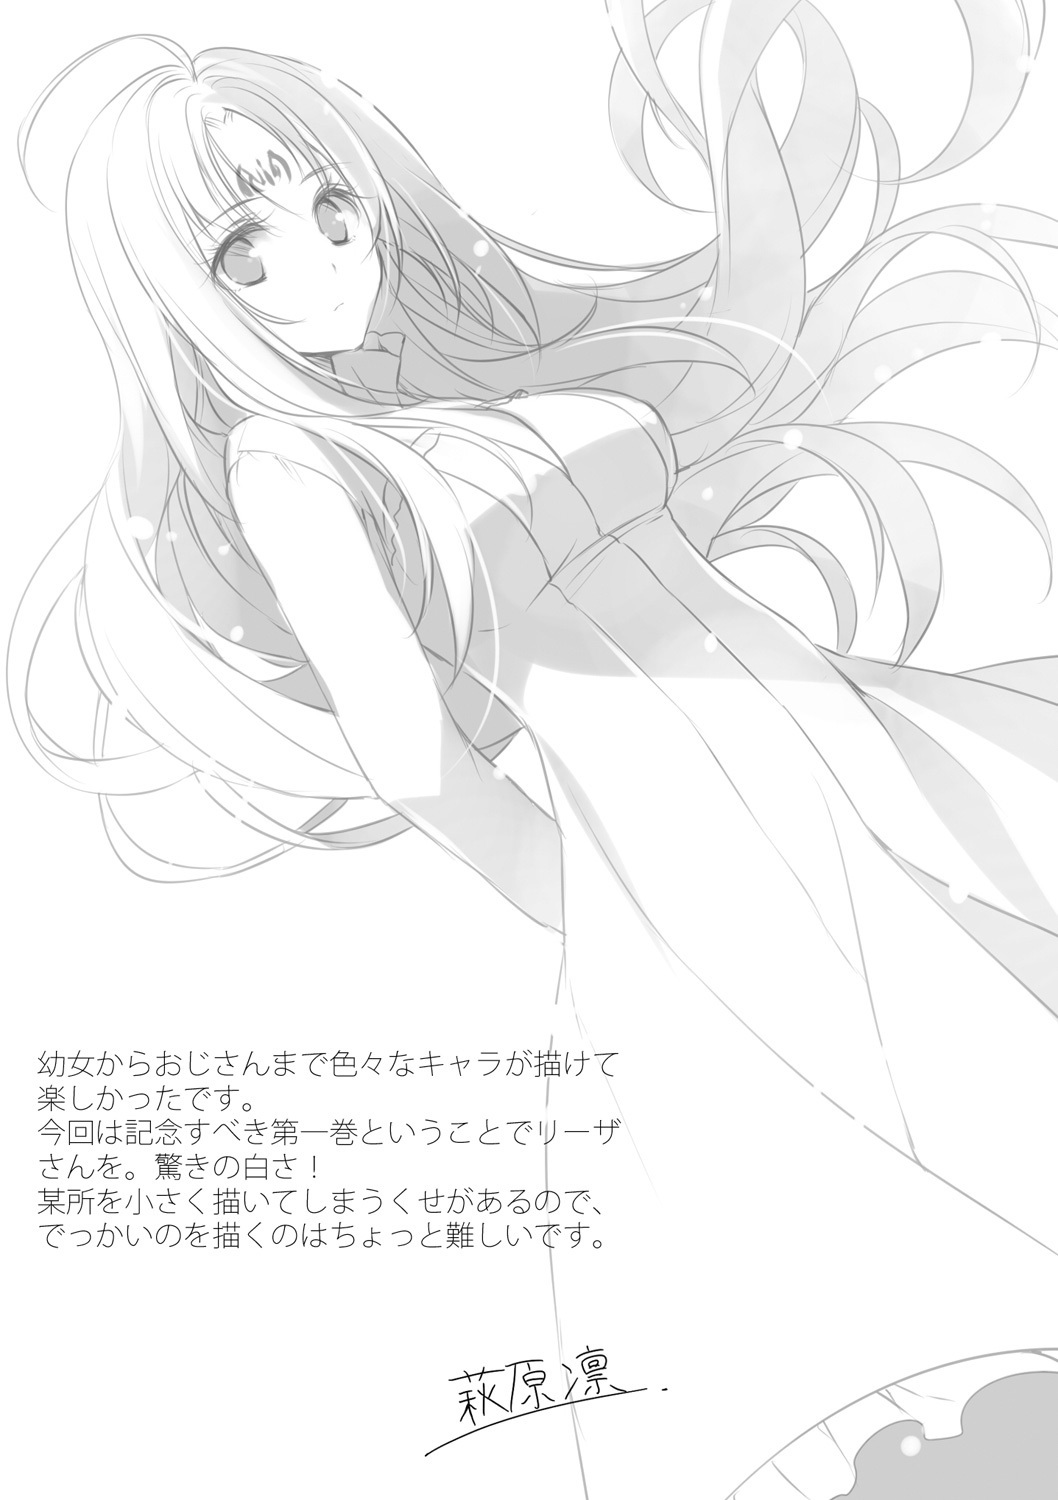 幼女からおじさんまで色々なキャラが描けて
楽しかったです。
今回は記念すべき第一巻ということでリーザ
さんを。驚きの白さ！
某所を小さく描いてしまうくせがあるので、
でっかいのを描くのはちょっと難しいです。
萩原凛.